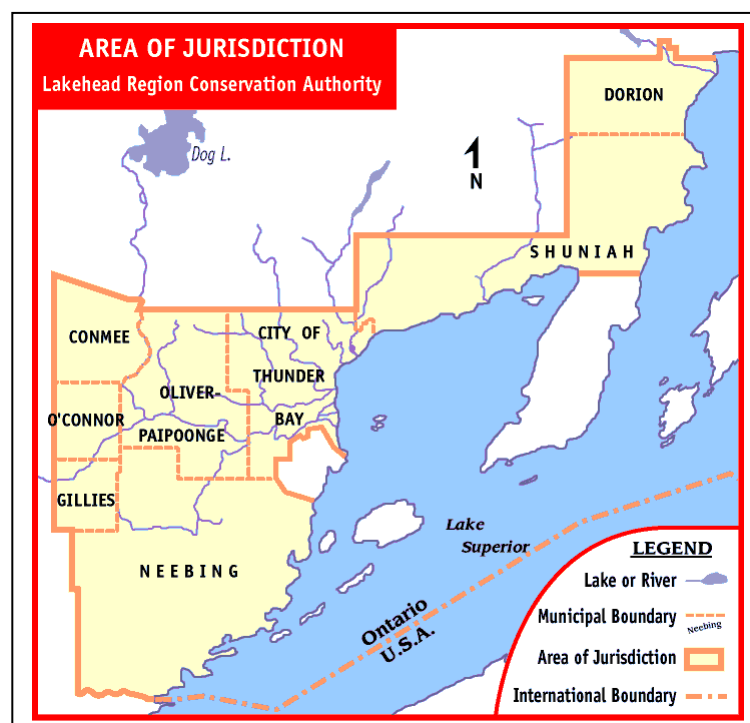 AREA OF JURISDICTION
Lakehead Region Conservation Authority
DORION
Dog L.
N
SHUNIAH
CONMEE
CITY OF
THUNDER
BAY
OLIVER-
PAIPOONGE
O'CONNOR
GILLIES
NEEBING
Lake
Superior
Ontario
U.S.A.
LEGEND
Lake or River
Municipal Boundary
Neebing
Area of Jurisdiction
International Boundary